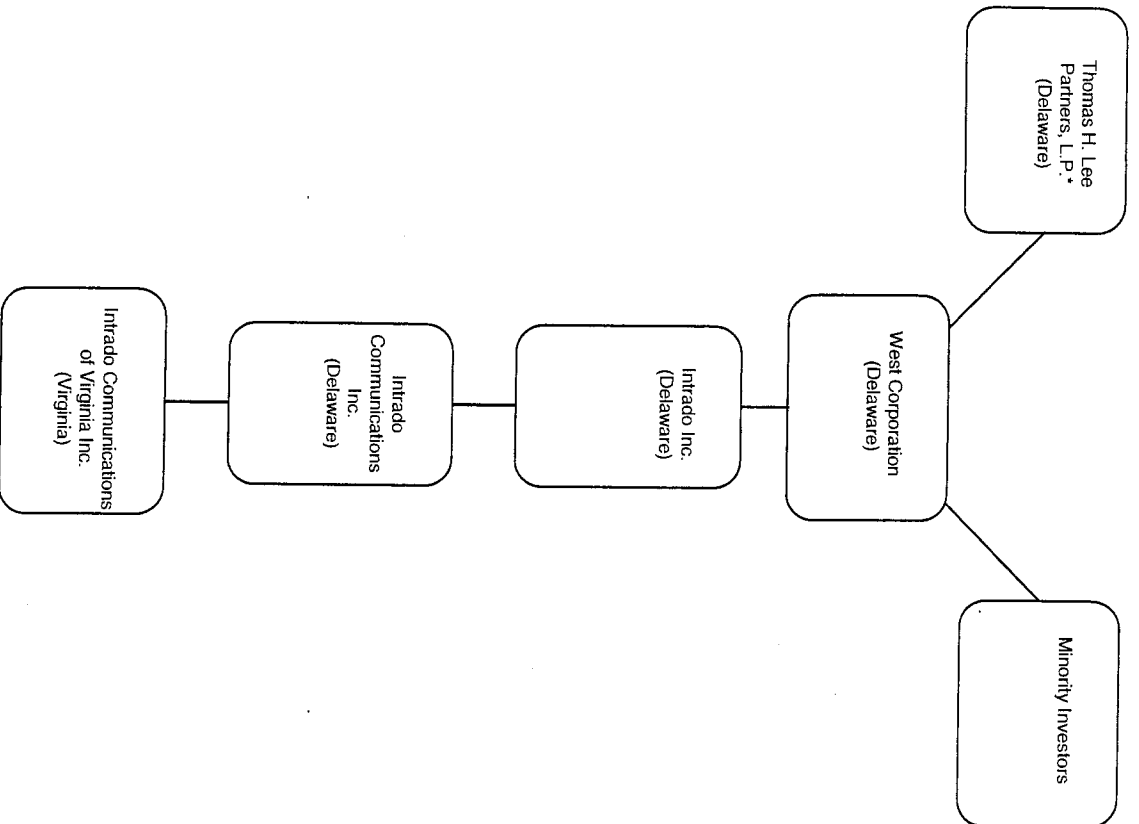 Thomas H. Lee
Partners, L.P.*
(Delaware)
Minority Investors
West Corporation
(Delaware)
Intrado Inc.
(Delaware)
Intrado
Communications
Inc.
(Delaware)
Intrado Communications
of Virginia Inc.
(Virginia)